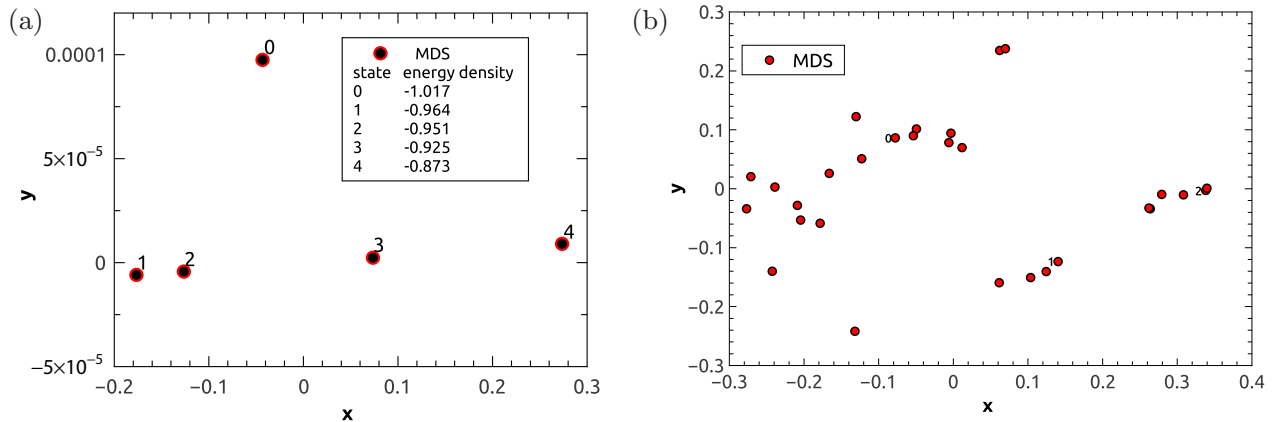 (a)
0.0001
5×10⁻⁵
0
−5×10⁻⁵
y
−0.2 −0.1 0 0.1 0.2 0.3
x
0
1
2
3
4
MDS
state energy density
0 -1.017
1 -0.964
2 -0.951
3 -0.925
4 -0.873
(b)
0.3
0.2
0.1
0
−0.1
−0.2
−0.3
y
−0.3 −0.2 −0.1 0 0.1 0.2 0.3 0.4
x
MDS
0
2
1